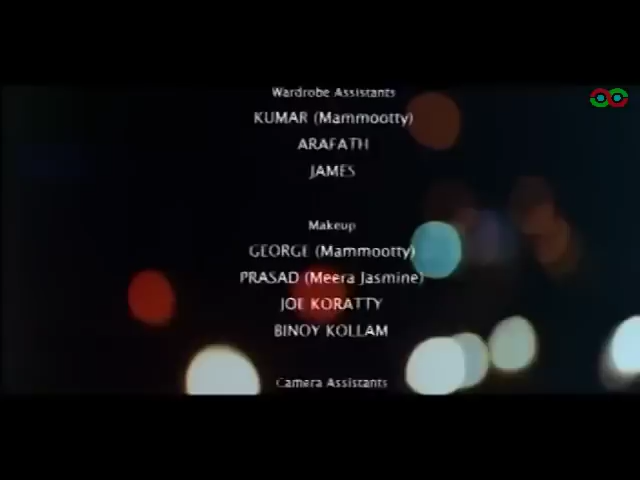 Wardrobe Assistants
KUMAR (Mammootty)
ARAFATH
JAMES
Makeup
GEORGE (Mammootty)
PRASAD (Meera Jasmine)
JOE KORATTY
BINOY KOLLAM
Camera Assistants